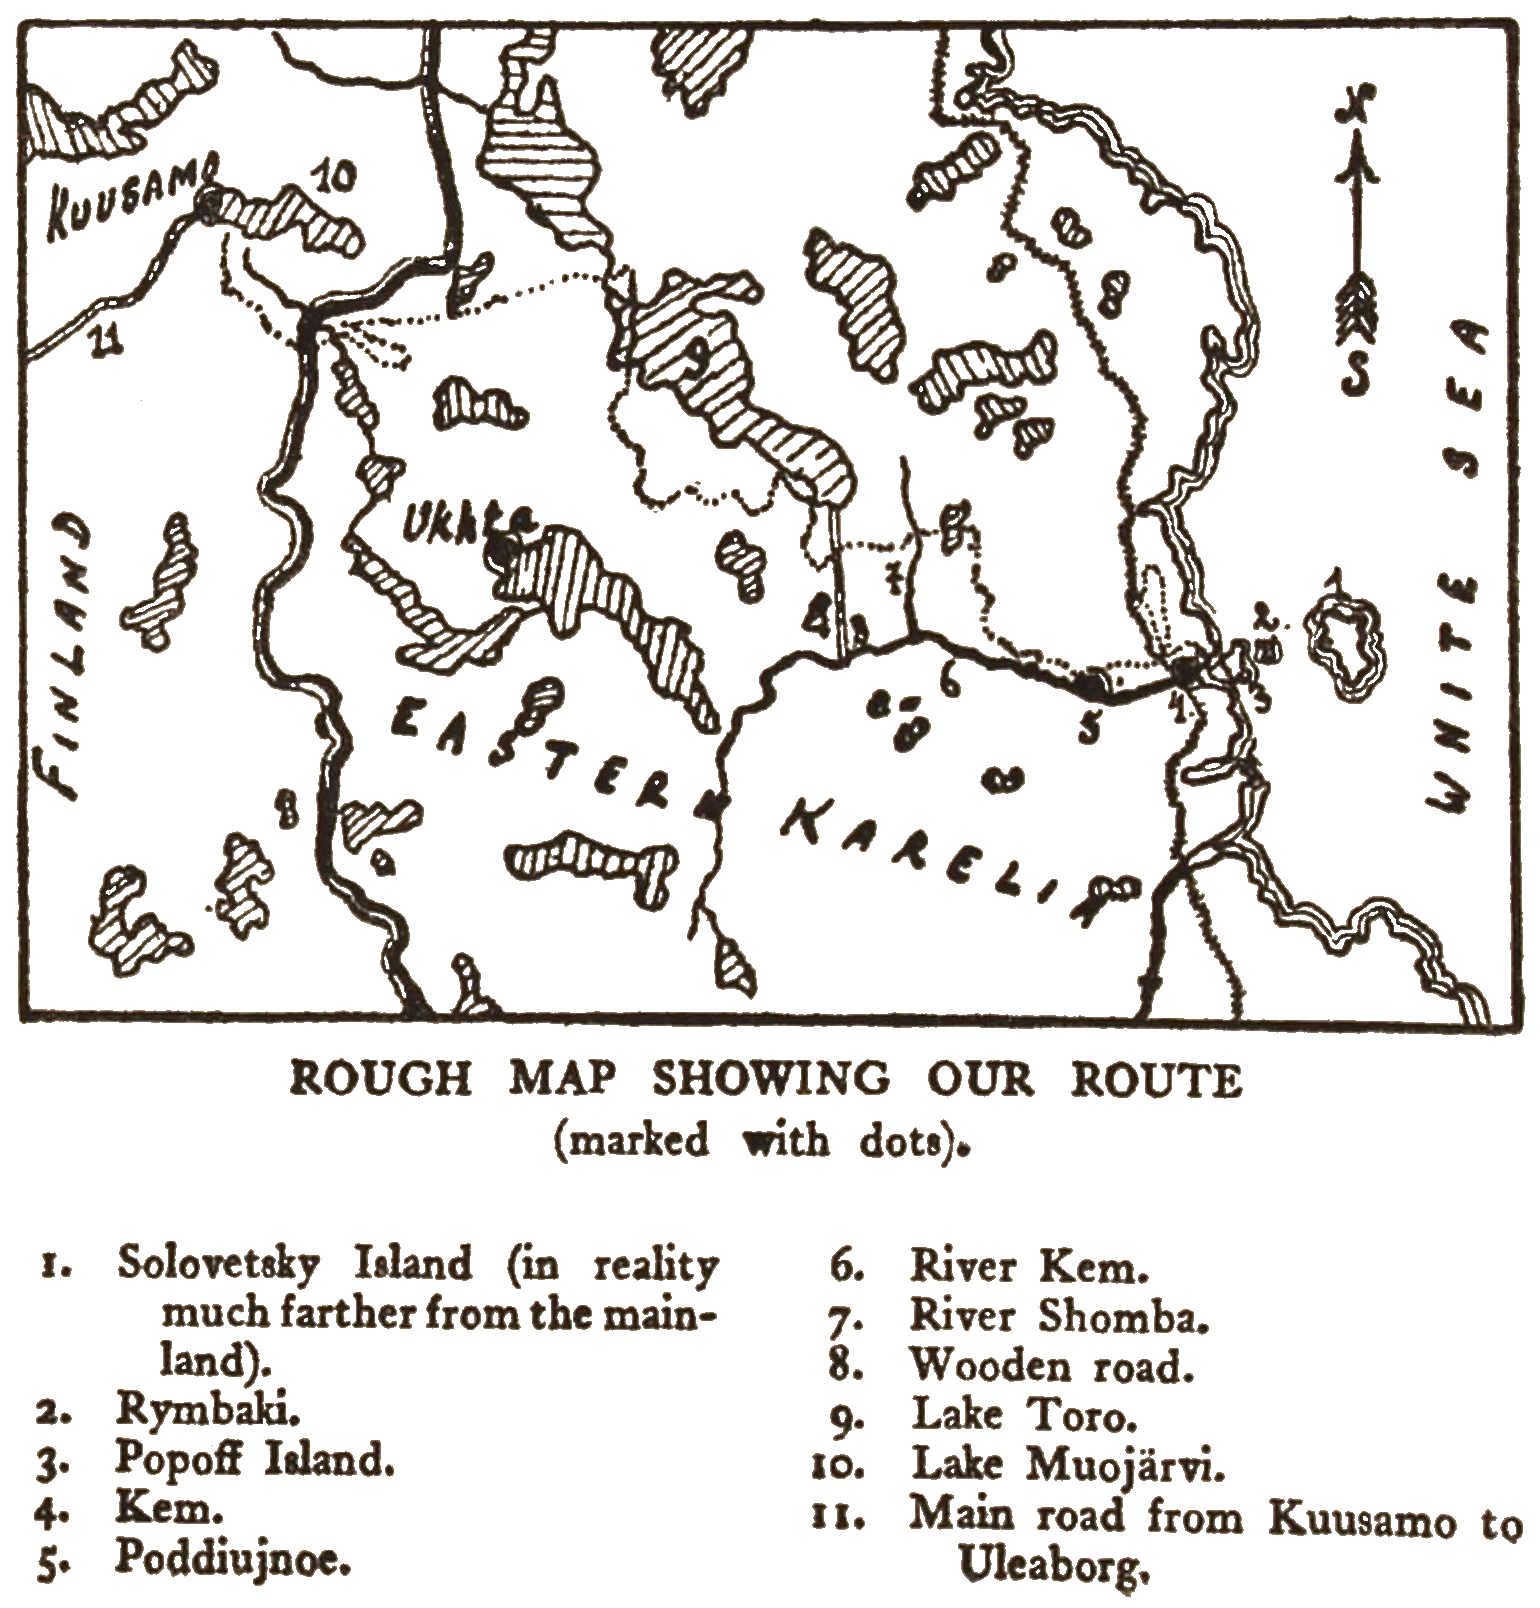 N
KUUSAMO
10
11
S
9
WHITE SEA
Ukhta
FINLAND
7
1
2
8
6
3
5
4
EASTERN KARELIA
ROUGH MAP SHOWING OUR ROUTE
(marked with dots).
1. Solovetsky Island (in reality
much farther from the main-
land).
2. Rymbaki.
3. Popoff Island.
4. Kem.
5. Poddiujnoe.
6. River Kem.
7. River Shomba.
8. Wooden road.
9. Lake Toro.
10. Lake Muojärvi.
11. Main road from Kuusamo to
Uleaborg.